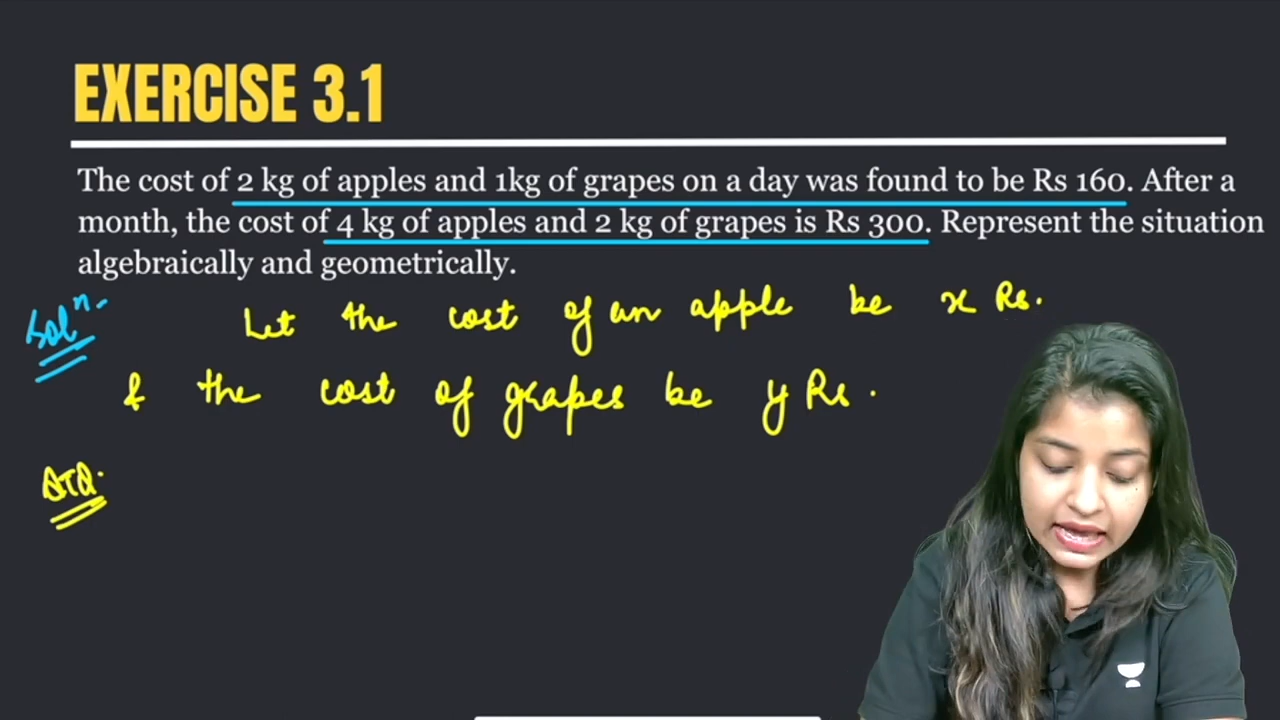 EXERCISE 3.1
The cost of 2 kg of apples and 1kg of grapes on a day was found to be Rs 160. After a
month, the cost of 4 kg of apples and 2 kg of grapes is Rs 300. Represent the situation
algebraically and geometrically.
Solⁿ. Let the cost of an apple be x Rs.
& the cost of grapes be y Rs.
ATQ.